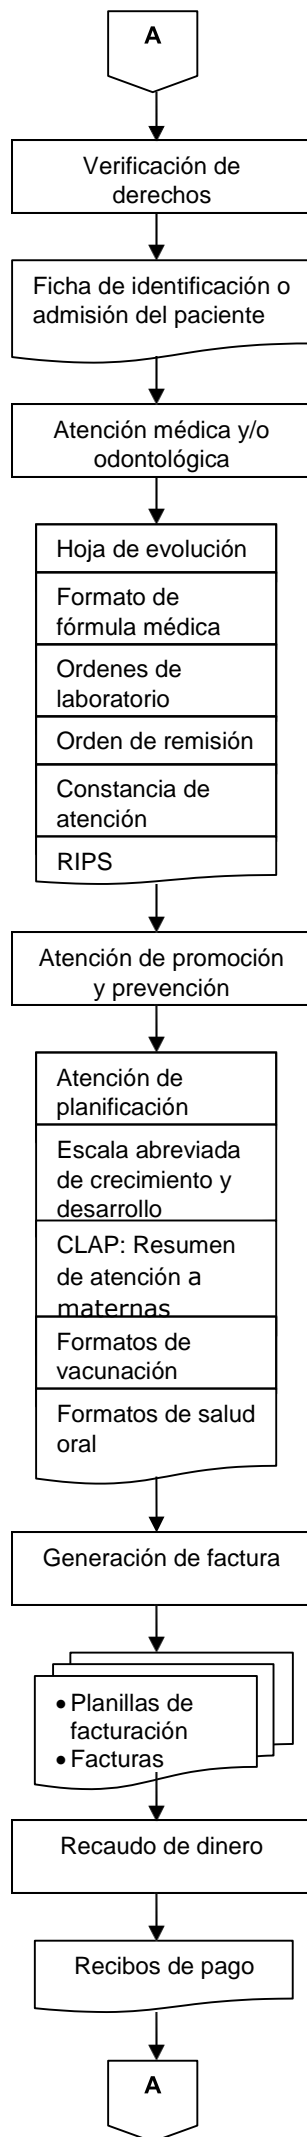 A
Verificación de
derechos
Ficha de identificación o
admisión del paciente
Atención médica y/o
odontológica
Hoja de evolución
Formato de
fórmula médica
Ordenes de
laboratorio
Orden de remisión
Constancia de
atención
RIPS
Atención de promoción
y prevención
Atención de
planificación
Escala abreviada
de crecimiento y
desarrollo
CLAP: Resumen
de atención a
maternas
Formatos de
vacunación
Formatos de salud
oral
Generación de factura
• Planillas de
facturación
• Facturas
Recaudo de dinero
Recibos de pago
A